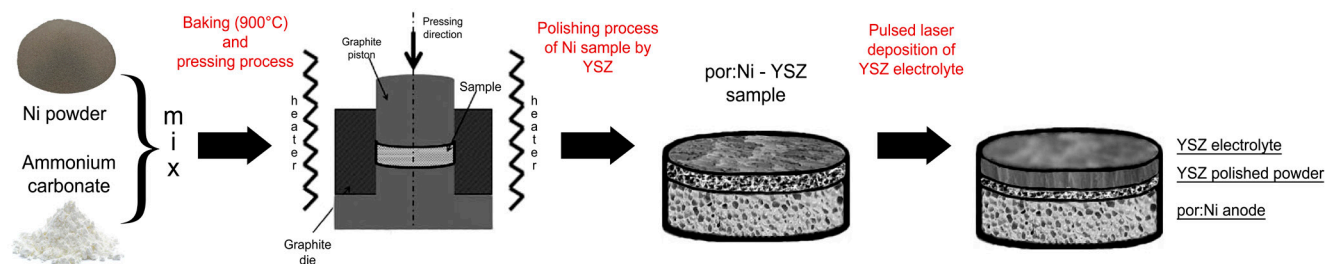 Ni powder
Ammonium
carbonate
m
i
x
Baking (900°C)
and
pressing process
heater
Graphite
piston
Pressing
direction
Sample
Graphite
die
heater
Polishing process
of Ni sample by
YSZ
por:Ni - YSZ
sample
Pulsed laser
deposition of
YSZ electrolyte
YSZ electrolyte
YSZ polished powder
por:Ni anode